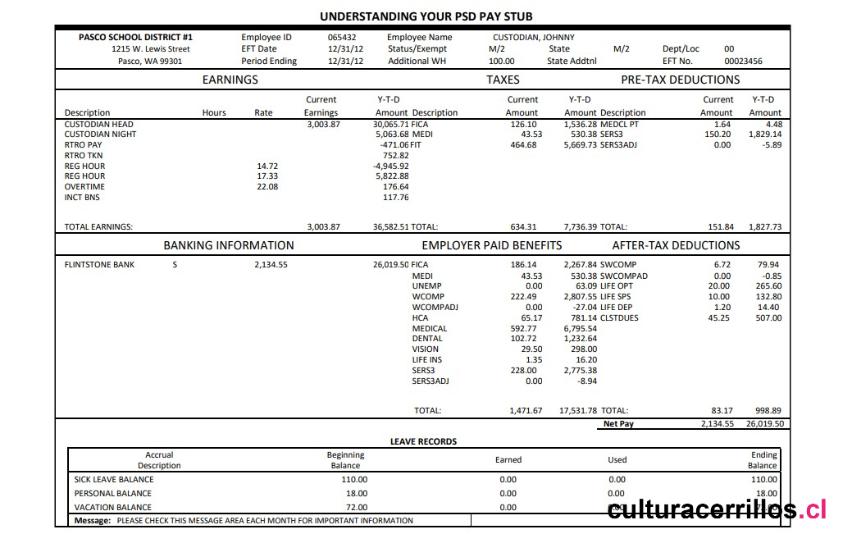 UNDERSTANDING YOUR PSD PAY STUB
PASCO SCHOOL DISTRICT #1 Employee ID 065432 Employee Name CUSTODIAN, JOHNNY
1215 W. Lewis Street EFT Date 12/31/12 Status/Exempt M/2 State M/2 Dept/Loc 00
Pasco, WA 99301 Period Ending 12/31/12 Additional WH 100.00 State Addtnl EFT No. 00023456
EARNINGS TAXES PRE-TAX DEDUCTIONS
Current Y-T-D Current Y-T-D Current Y-T-D
Description Hours Rate Earnings Amount Description Amount Amount Description Amount Amount
CUSTODIAN HEAD 3,003.87 30,065.71 FICA 126.10 1,536.28 MEDCL PT 1.64 4.48
CUSTODIAN NIGHT 5,063.68 MEDI 43.53 530.38 SERS3 150.20 1,829.14
RTRO PAY -471.06 FIT 464.68 5,669.73 SERS3ADJ 0.00 -5.89
RTRO TKN 752.82
REG HOUR 14.72 -4,945.92
REG HOUR 17.33 5,822.88
OVERTIME 22.08 176.64
INCT BNS 117.76
TOTAL EARNINGS: 3,003.87 36,582.51 TOTAL: 634.31 7,736.39 TOTAL: 151.84 1,827.73
BANKING INFORMATION EMPLOYER PAID BENEFITS AFTER-TAX DEDUCTIONS
FLINTSTONE BANK S 2,134.55 26,019.50 FICA 186.14 2,267.84 SWCOMP 6.72 79.94
MEDI 43.53 530.38 SWCOMPAD 0.00 -0.85
UNEMP 0.00 63.09 LIFE OPT 20.00 265.60
WCOMP 222.49 2,807.55 LIFE SPS 10.00 132.80
WCOMPADJ 0.00 -27.04 LIFE DEP 1.20 14.40
HCA 65.17 781.14 CLSTDUES 45.25 507.00
MEDICAL 592.77 6,795.54
DENTAL 102.72 1,232.64
VISION 29.50 298.00
LIFE INS 1.35 16.20
SERS3 228.00 2,775.38
SERS3ADJ 0.00 -8.94
TOTAL: 1,471.67 17,531.78 TOTAL: 83.17 998.89
Net Pay 2,134.55 26,019.50
LEAVE RECORDS
Accrual Beginning Ending
Earned Used
Description Balance Balance
SICK LEAVE BALANCE 110.00 0.00 0.00 110.00
PERSONAL BALANCE 18.00 0.00 0.00 18.00
VACATION BALANCE 72.00 0.00
culturacerrillos.cl
Message: PLEASE CHECK THIS MESSAGE AREA EACH MONTH FOR IMPORTANT INFORMATION